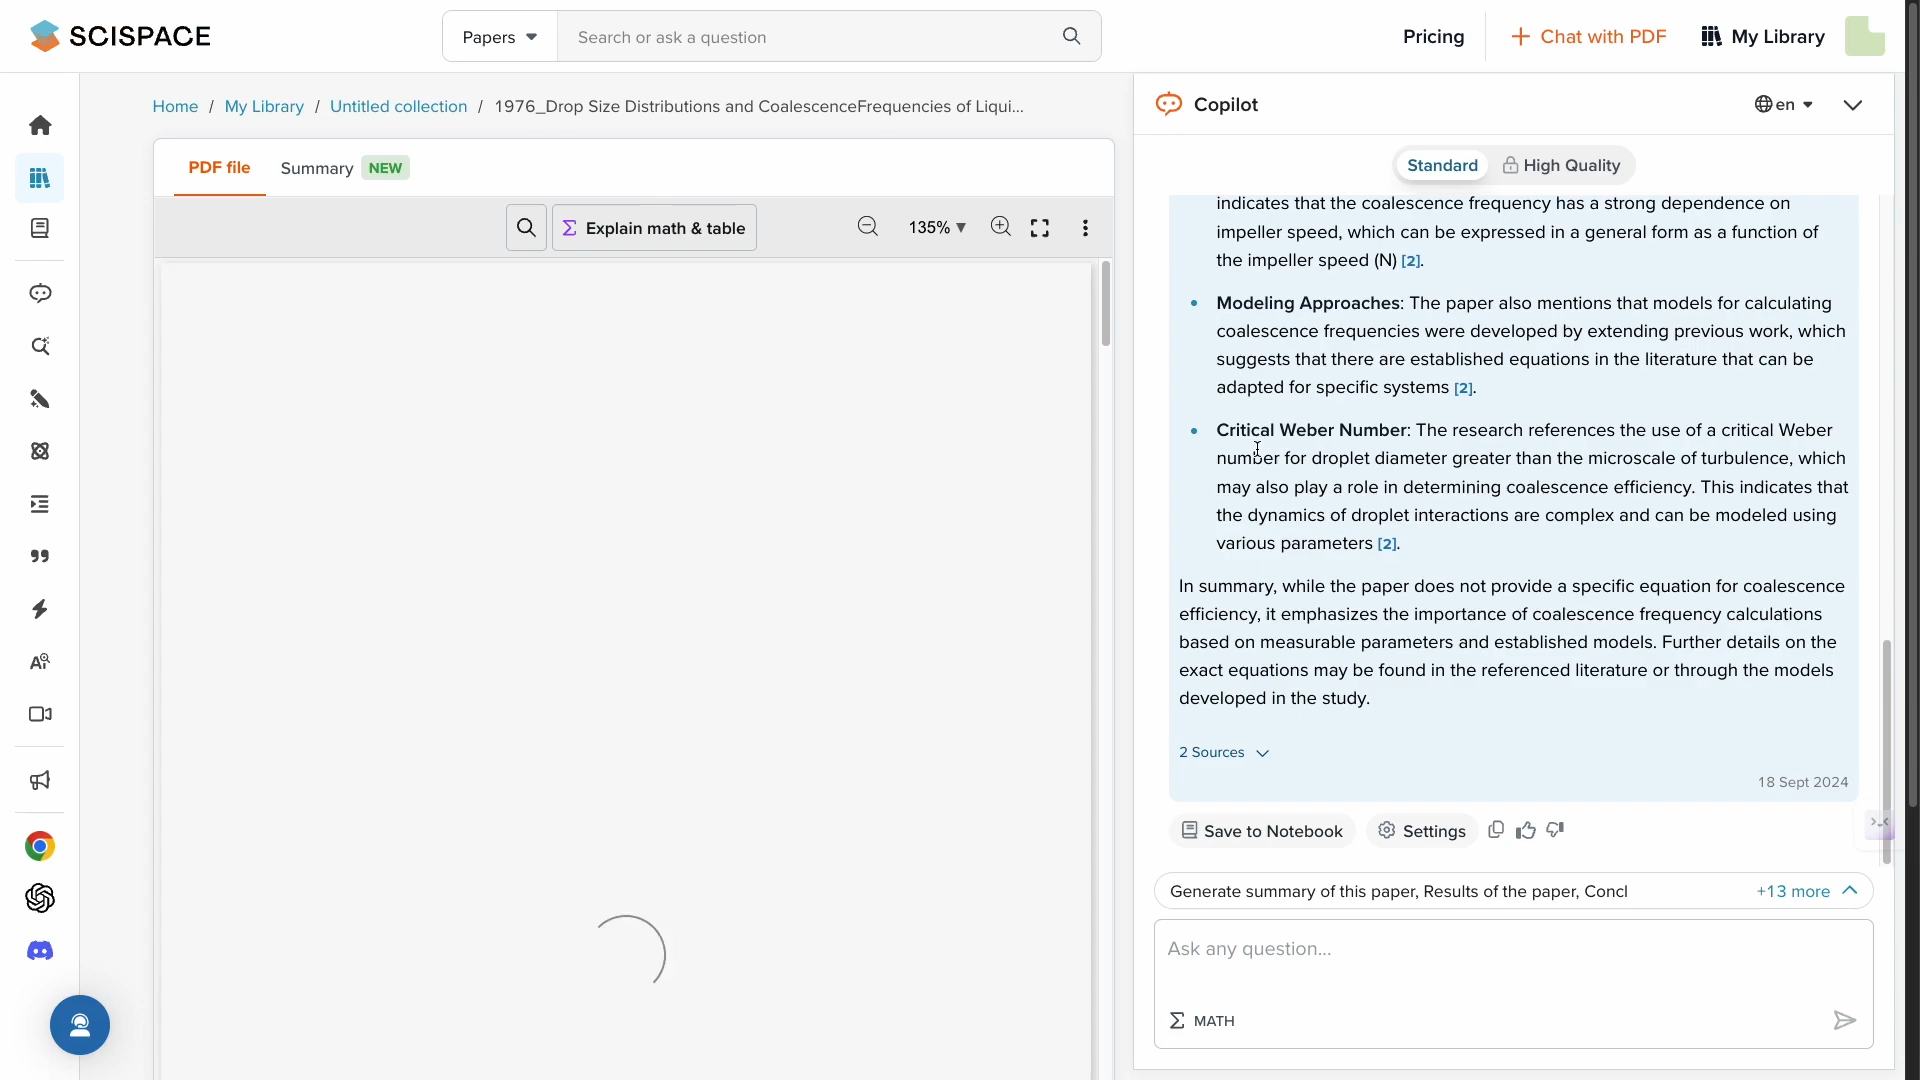 SCISPACE
Papers
Search or ask a question
Pricing
Chat with PDF
My Library
Home / My Library / Untitled collection / 1976_Drop Size Distributions and CoalescenceFrequencies of Liqui...
PDF file
Summary NEW
Explain math & table
135%
Copilot
en
Standard
High Quality
indicates that the coalescence frequency has a strong dependence on
impeller speed, which can be expressed in a general form as a function of
the impeller speed (N) [2].
• Modeling Approaches: The paper also mentions that models for calculating
coalescence frequencies were developed by extending previous work, which
suggests that there are established equations in the literature that can be
adapted for specific systems [2].
• Critical Weber Number: The research references the use of a critical Weber
number for droplet diameter greater than the microscale of turbulence, which
may also play a role in determining coalescence efficiency. This indicates that
the dynamics of droplet interactions are complex and can be modeled using
various parameters [2].
In summary, while the paper does not provide a specific equation for coalescence
efficiency, it emphasizes the importance of coalescence frequency calculations
based on measurable parameters and established models. Further details on the
exact equations may be found in the referenced literature or through the models
developed in the study.
2 Sources
18 Sept 2024
Save to Notebook
Settings
Generate summary of this paper, Results of the paper, Concl
+13 more
Ask any question...
MATH